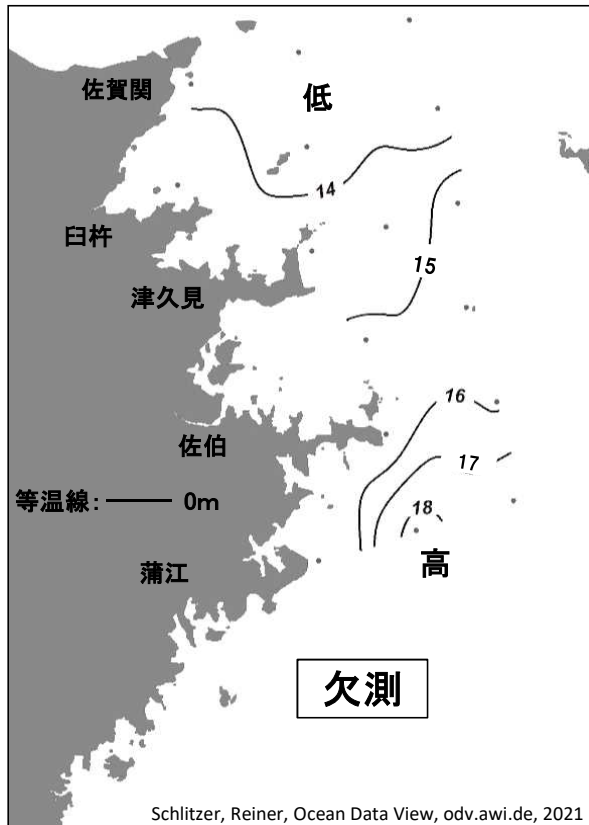 佐賀関
低
14
臼杵
15
津久見
16
佐伯
17
等温線: 0m
18
高
蒲江
欠測
Schlitzer, Reiner, Ocean Data View, odv.awi.de, 2021